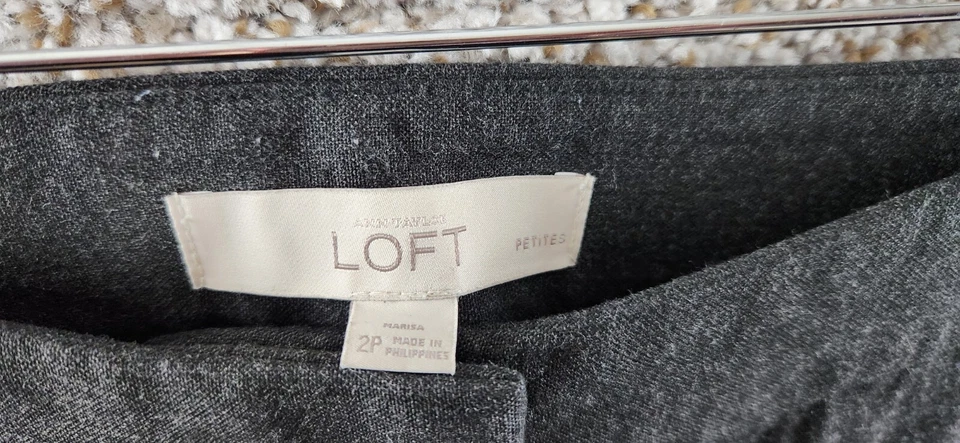 ANN TAYLOR
LOFT
PETITES
MARISA
2P MADE IN
PHILIPPINES